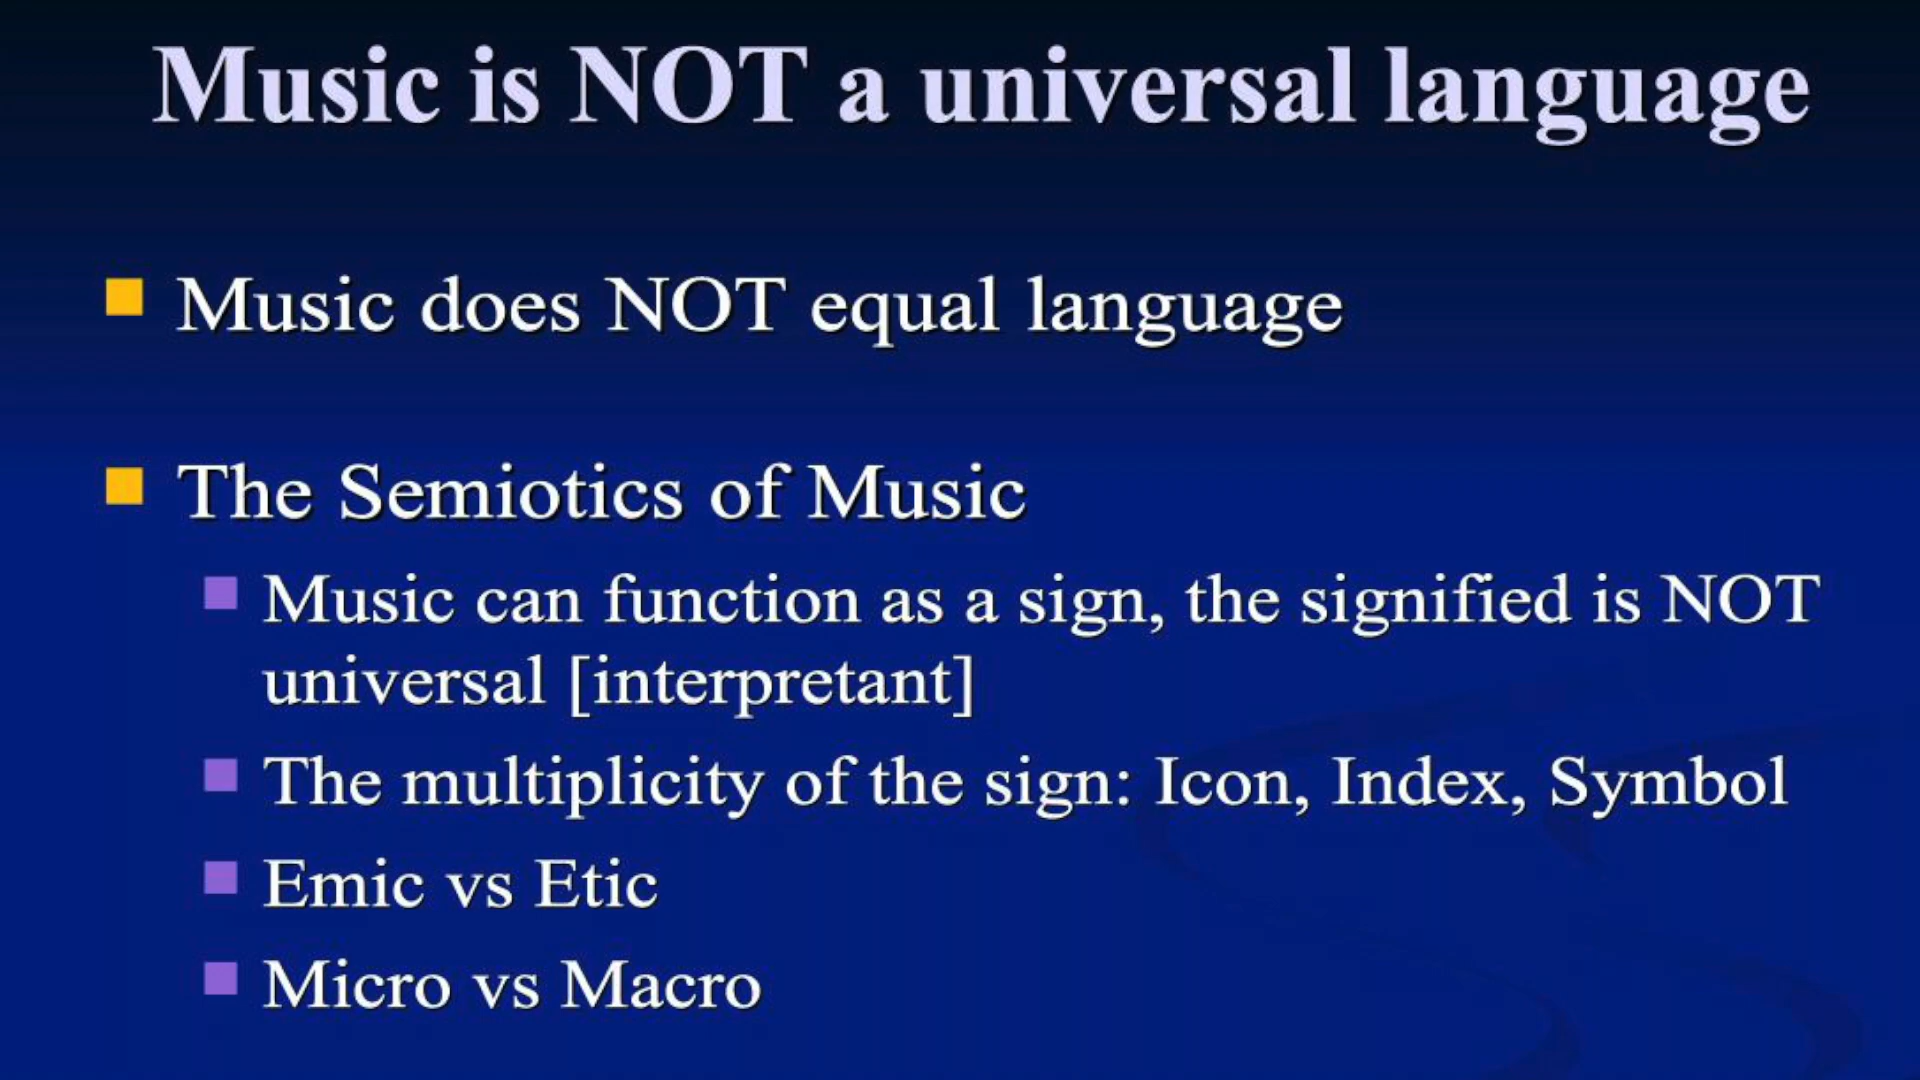 Music is NOT a universal language
Music does NOT equal language
The Semiotics of Music
Music can function as a sign, the signified is NOT
universal [interpretant]
The multiplicity of the sign: Icon, Index, Symbol
Emic vs Etic
Micro vs Macro